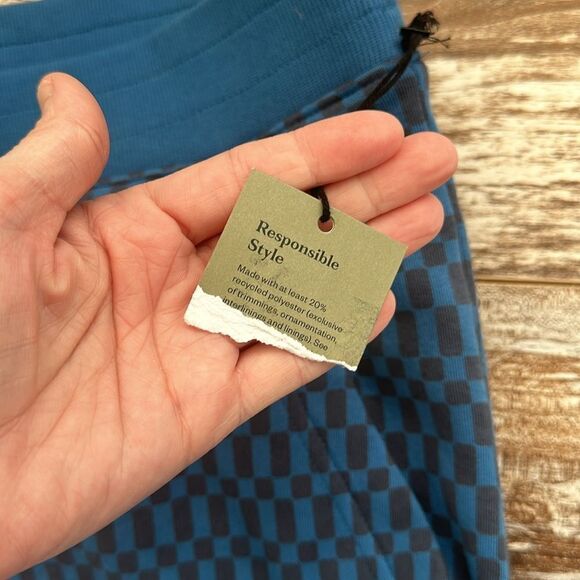 Responsible
Style
Made with at least 20%
recycled polyester (exclusive
of trimmings, ornamentation,
interlinings and linings). See